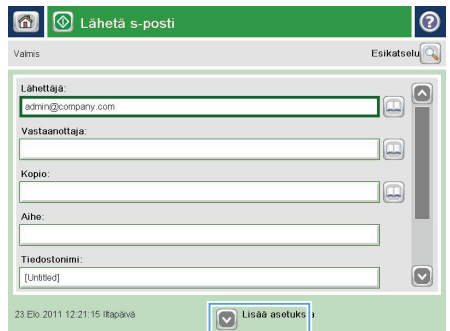 Lähetä s-posti
Valmis
Esikatselu
Lähettäjä:
admin@company.com
Vastaanottaja:
Kopio:
Aihe:
Tiedostonimi:
[Untitled]
23.Elo.2011 12:21:15 Iltapäivä
Lisää asetuksia